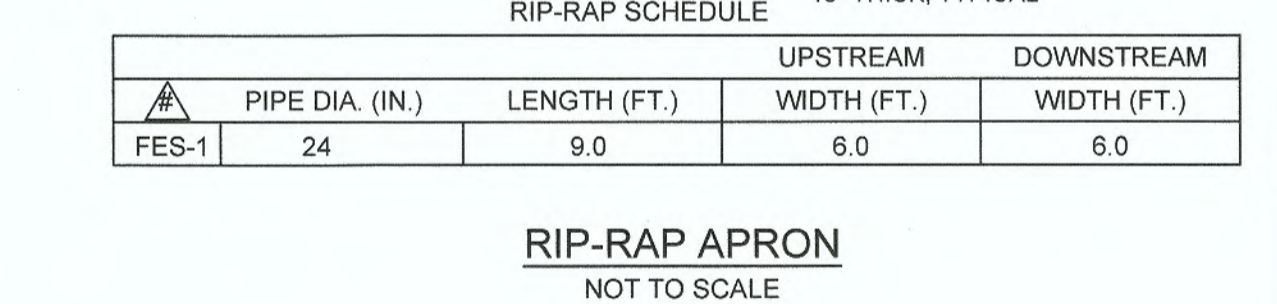 RIP-RAP SCHEDULE
UPSTREAM DOWNSTREAM
# PIPE DIA. (IN.) LENGTH (FT.) WIDTH (FT.) WIDTH (FT.)
FES-1 24 9.0 6.0 6.0
RIP-RAP APRON
NOT TO SCALE